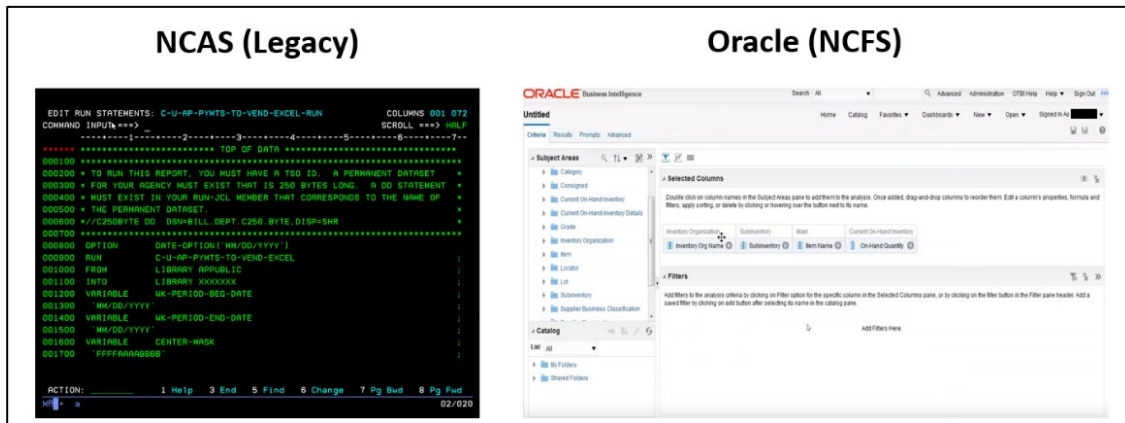 NCAS (Legacy)
EDIT RUN STATEMENTS: C-U-AP-PYMTS-TO-VEND-EXCEL-RUN COLUMNS 001 072
COMMAND INPUT ===> _ SCROLL ===> HALF
----+----1----+----2----+----3----+----4----+----5----+----6----+----7--
****** ******************************* TOP OF DATA *******************************
000100 ***********************************************************************
000200 * TO RUN THIS REPORT, YOU MUST HAVE A TSO ID. A PERMANENT DATASET *
000300 * FOR YOUR AGENCY MUST EXIST THAT IS 250 BYTES LONG. A DD STATEMENT *
000400 * MUST EXIST IN YOUR RUN-JCL MEMBER THAT CORRESPONDS TO THE NAME OF *
000500 * THE PERMANENT DATASET. *
000600 *//C250BYTE DD DSN=BILL.DEPT.C250.BYTE,DISP=SHR *
000700 ***********************************************************************
000800 OPTION DATE-OPTION('MM/DD/YYYY')
000900 RUN C-U-AP-PYMTS-TO-VEND-EXCEL ;
001000 FROM LIBRARY APPUBLIC ;
001100 INTO LIBRARY XXXXXXX ;
001200 VARIABLE WK-PERIOD-BEG-DATE ;
001300 'MM/DD/YYYY' ;
001400 VARIABLE WK-PERIOD-END-DATE ;
001500 'MM/DD/YYYY' ;
001600 VARIABLE CENTER-MASK ;
001700 'FFFFAAAABBBB' ;
ACTION: ________ 1 Help 3 End 5 Find 6 Change 7 Pg Bwd 8 Pg Fwd
a 02/020
Oracle (NCFS)
ORACLE Business Intelligence Search All Advanced Administration OTBI Help Help Sign Out
Untitled Home Catalog Favorites Dashboards New Open Signed In As
Criteria Results Prompts Advanced
Subject Areas
Category
Consigned
Current On-Hand Inventory
Current On-Hand Inventory Details
Grade
Inventory Organization
Item
Locator
Lot
Subinventory
Supplier Business Classification
Catalog
List All
My Folders
Shared Folders
Selected Columns
Double click on column names in the Subject Areas pane to add them to the analysis. Once added, drag-and-drop columns to reorder them. Edit a column's properties, formula and
filters, apply sorting, or delete by clicking or hovering over the button next to its name.
Inventory Organization Subinventory Main Current On-Hand Inventory
Inventory Org Name Subinventory Item Name On-Hand Quantity
Filters
Add filters to the analysis criteria by clicking on Filter option for the specific column in the Selected Columns pane, or by clicking on the filter button in the Filter pane header. Add a
saved filter by clicking on add button after selecting its name in the catalog pane.
Add Filters Here.